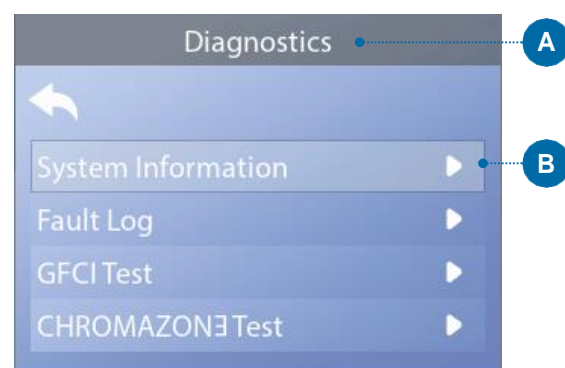 Diagnostics
A
System Information
B
Fault Log
GFCI Test
CHROMAZONƎ Test